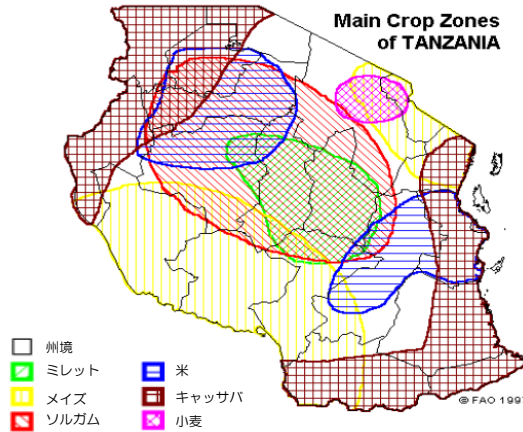 Main Crop Zones
of TANZANIA
州境
ミレット
米
メイズ
キャッサバ
ソルガム
小麦
© FAO 1997